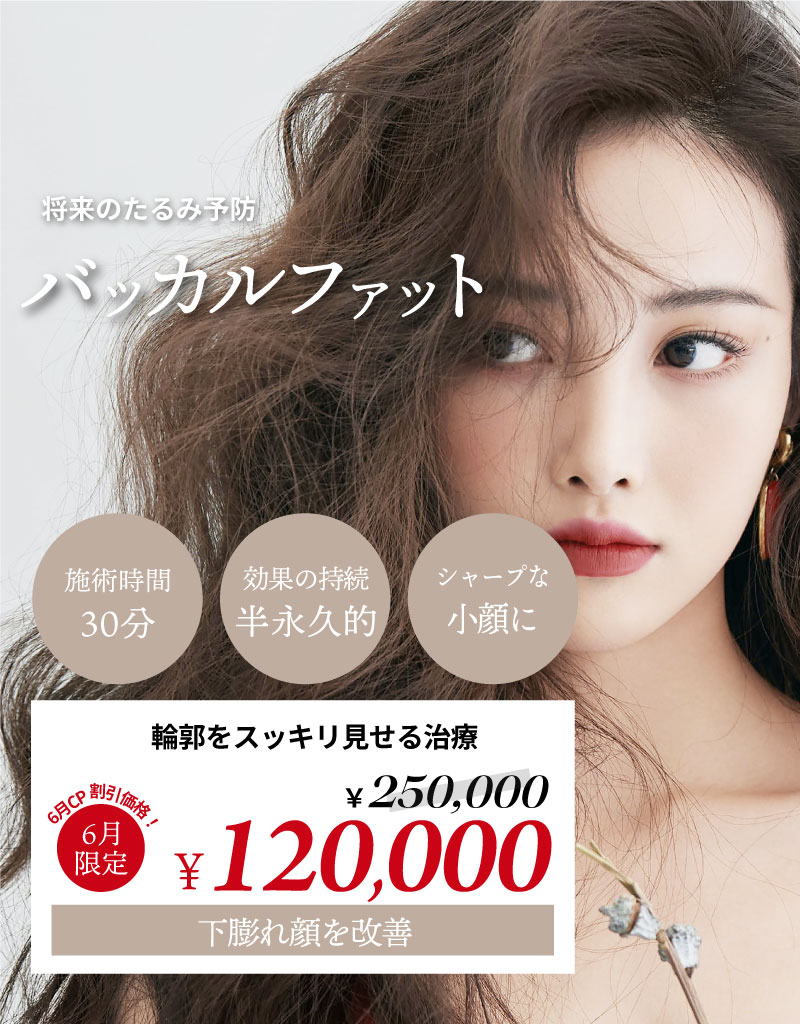 将来のたるみ予防
バッカルファット
施術時間
30分
効果の持続
半永久的
シャープな
小顔に
輪郭をスッキリ見せる治療
¥250,000
6月CP割引価格!
6月
限定
¥120,000
下膨れ顔を改善